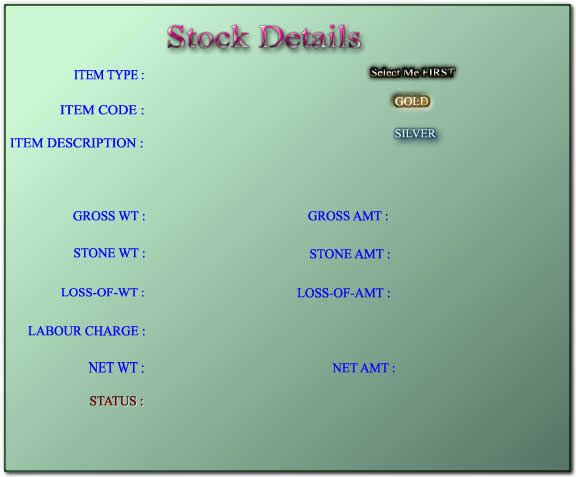 Stock Details
ITEM TYPE : Select Me FIRST
ITEM CODE : GOLD
ITEM DESCRIPTION : SILVER
GROSS WT : GROSS AMT :
STONE WT : STONE AMT :
LOSS-OF-WT : LOSS-OF-AMT :
LABOUR CHARGE :
NET WT : NET AMT :
STATUS :